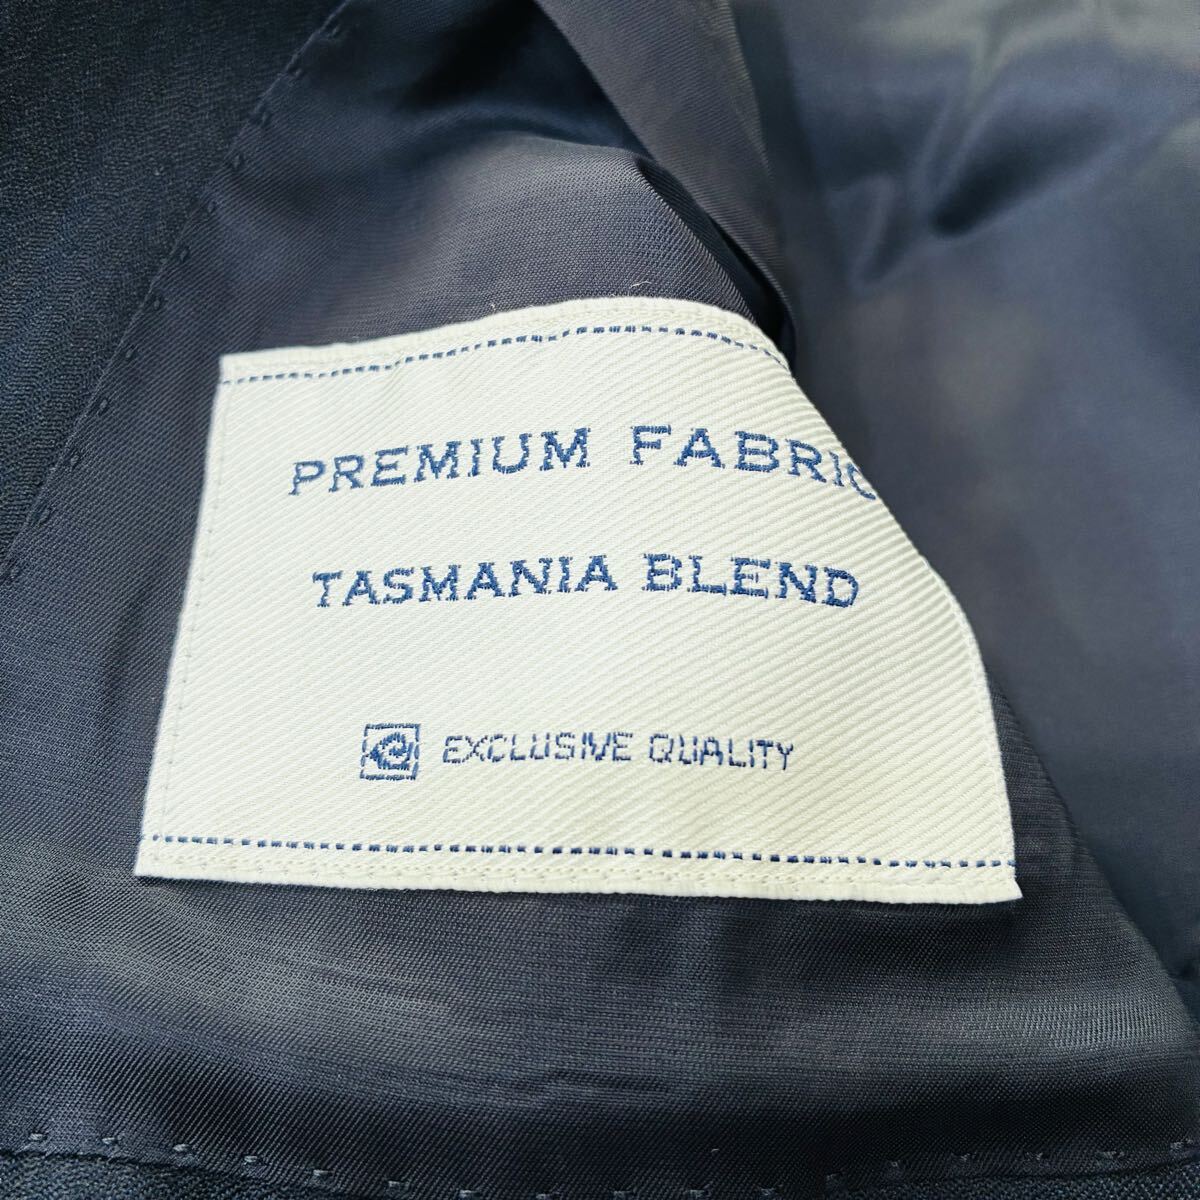 PREMIUM FABRIC
TASMANIA BLEND
EXCLUSIVE QUALITY